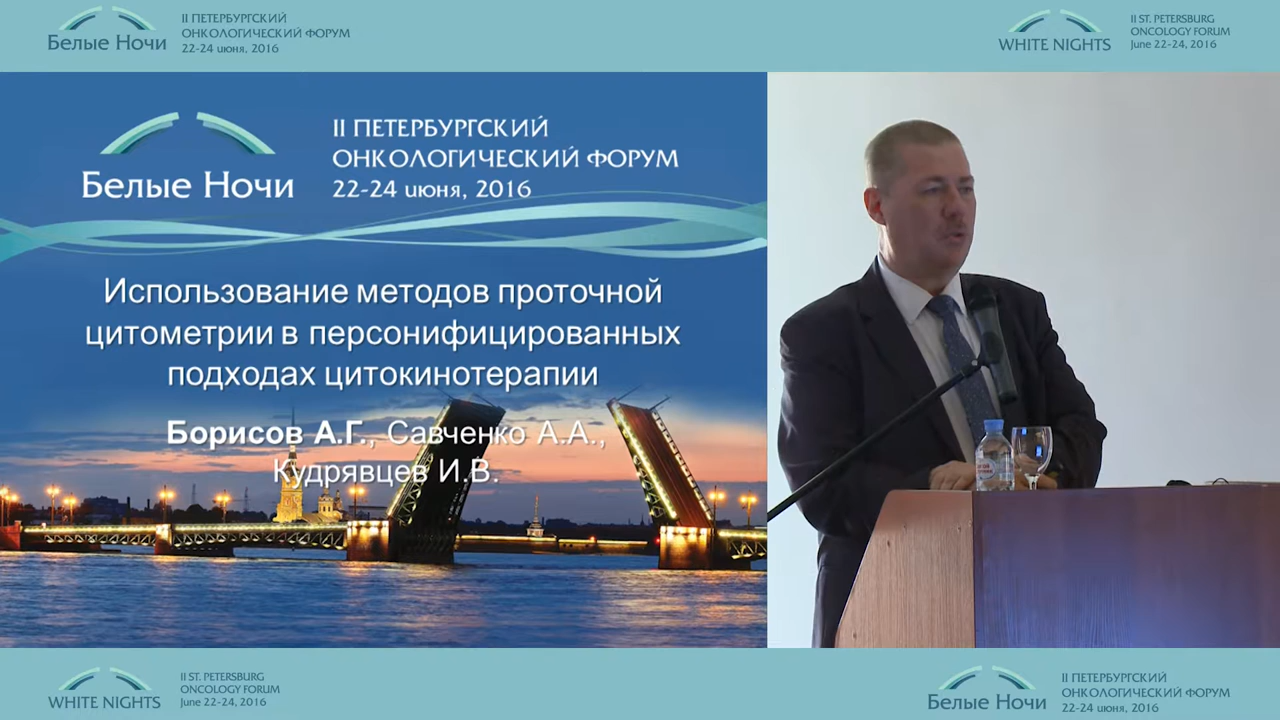 Белые Ночи
II ПЕТЕРБУРГСКИЙ
ОНКОЛОГИЧЕСКИЙ ФОРУМ
22-24 июня, 2016
WHITE NIGHTS
II ST. PETERSBURG
ONCOLOGY FORUM
June 22-24, 2016
Белые Ночи
II ПЕТЕРБУРГСКИЙ
ОНКОЛОГИЧЕСКИЙ ФОРУМ
22-24 июня, 2016
Использование методов проточной
цитометрии в персонифицированных
подходах цитокинотерапии
Борисов А.Г., Савченко А.А.,
Кудрявцев И.В.
WHITE NIGHTS
II ST. PETERSBURG
ONCOLOGY FORUM
June 22-24, 2016
Белые Ночи
II ПЕТЕРБУРГСКИЙ
ОНКОЛОГИЧЕСКИЙ ФОРУМ
22-24 июня, 2016